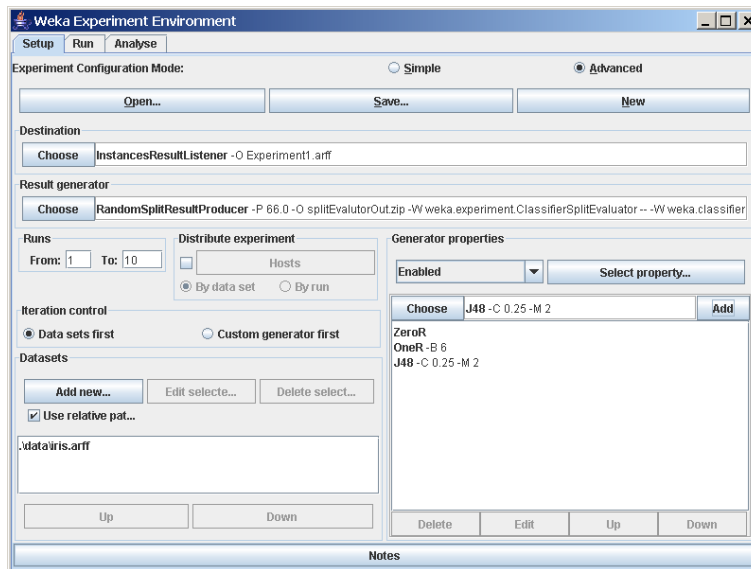 Weka Experiment Environment
Setup Run Analyse
Experiment Configuration Mode: Simple Advanced
Open... Save... New
Destination
Choose InstancesResultListener -O Experiment1.arff
Result generator
Choose RandomSplitResultProducer -P 66.0 -O splitEvalutorOut.zip -W weka.experiment.ClassifierSplitEvaluator -- -W weka.classifier
Runs
From: 1 To: 10
Distribute experiment
Hosts
By data set By run
Generator properties
Enabled Select property...
Iteration control
Data sets first Custom generator first
Choose J48 -C 0.25 -M 2 Add
ZeroR
OneR -B 6
J48 -C 0.25 -M 2
Datasets
Add new... Edit selecte... Delete select...
Use relative pat...
.\data\iris.arff
Up Down
Delete Edit Up Down
Notes